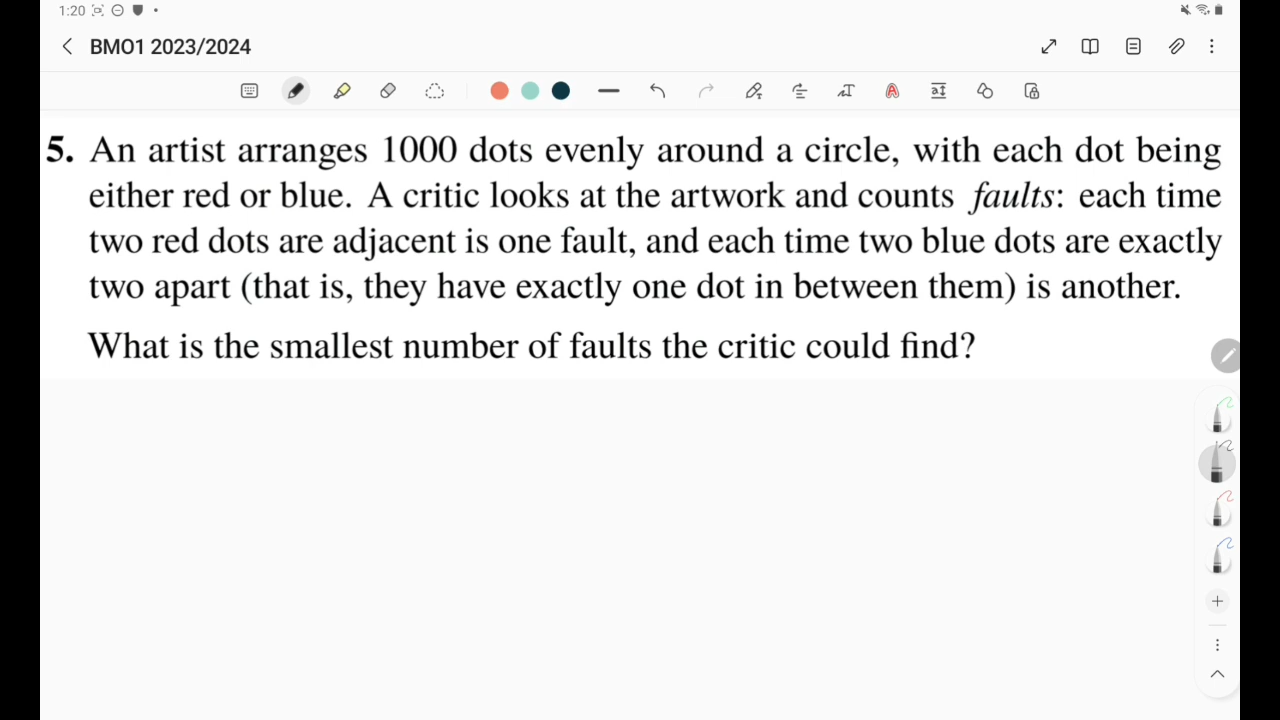 1:20
BMO1 2023/2024
5. An artist arranges 1000 dots evenly around a circle, with each dot being
either red or blue. A critic looks at the artwork and counts faults: each time
two red dots are adjacent is one fault, and each time two blue dots are exactly
two apart (that is, they have exactly one dot in between them) is another.
What is the smallest number of faults the critic could find?